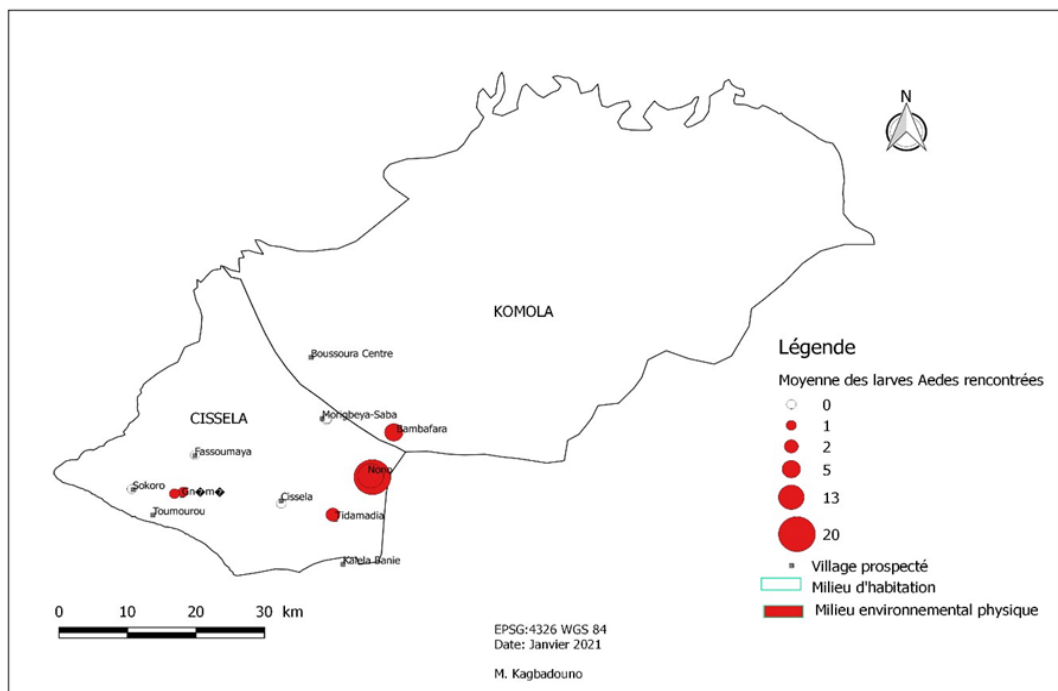 N
KOMOLA
Boussoura Centre
CISSELA
Mongbeya-Saba
Bambafara
Fassoumaya
Nono
Sokoro
Gn�m�
Cissela
Toumourou
Tidamadia
Kalela Banie
0 10 20 30 km
EPSG:4326 WGS 84
Date: Janvier 2021
M. Kagbadouno
Légende
Moyenne des larves Aedes rencontrées
0
1
2
5
13
20
Village prospecté
Milieu d'habitation
Milieu environnemental physique